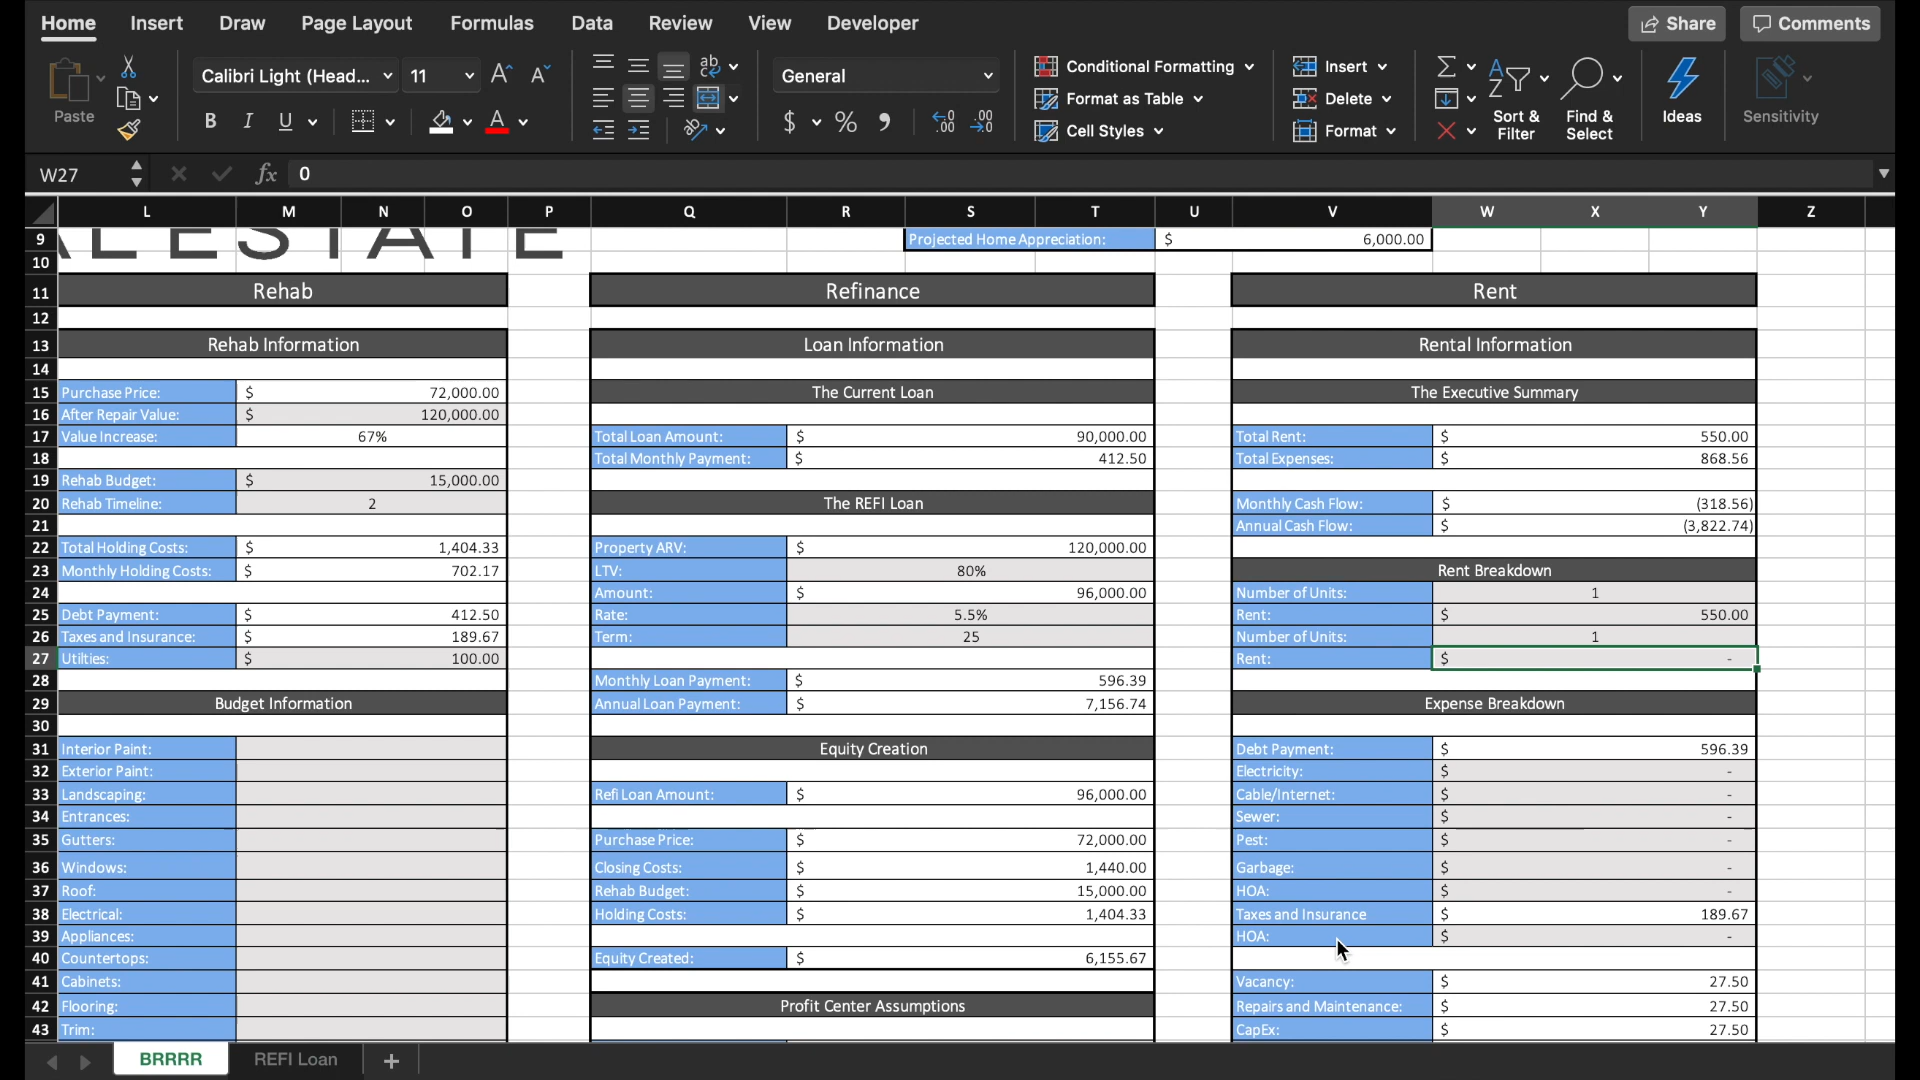 Home Insert Draw Page Layout Formulas Data Review View Developer Share Comments
Paste Calibri Light (Head... 11 General Conditional Formatting Insert
B I U A $ % Format as Table Delete Sort & Filter Find & Select Ideas Sensitivity
Cell Styles Format
W27 fx 0
L M N O P Q R S T U V W X Y Z
9 ALESTATE Projected Home Appreciation: $ 6,000.00
10
11 Rehab Refinance Rent
12
13 Rehab Information Loan Information Rental Information
14
15 Purchase Price: $ 72,000.00 The Current Loan The Executive Summary
16 After Repair Value: $ 120,000.00
17 Value Increase: 67% Total Loan Amount: $ 90,000.00 Total Rent: $ 550.00
18 Total Monthly Payment: $ 412.50 Total Expenses: $ 868.56
19 Rehab Budget: $ 15,000.00
20 Rehab Timeline: 2 The REFI Loan Monthly Cash Flow: $ (318.56)
21 Annual Cash Flow: $ (3,822.74)
22 Total Holding Costs: $ 1,404.33 Property ARV: $ 120,000.00
23 Monthly Holding Costs: $ 702.17 LTV: 80% Rent Breakdown
24 Amount: $ 96,000.00 Number of Units: 1
25 Debt Payment: $ 412.50 Rate: 5.5% Rent: $ 550.00
26 Taxes and Insurance: $ 189.67 Term: 25 Number of Units: 1
27 Utilties: $ 100.00 Rent: $ -
28 Monthly Loan Payment: $ 596.39
29 Budget Information Annual Loan Payment: $ 7,156.74 Expense Breakdown
30
31 Interior Paint: Equity Creation Debt Payment: $ 596.39
32 Exterior Paint: Electricity: $ -
33 Landscaping: Refi Loan Amount: $ 96,000.00 Cable/Internet: $ -
34 Entrances: Sewer: $ -
35 Gutters: Purchase Price: $ 72,000.00 Pest: $ -
36 Windows: Closing Costs: $ 1,440.00 Garbage: $ -
37 Roof: Rehab Budget: $ 15,000.00 HOA: $ -
38 Electrical: Holding Costs: $ 1,404.33 Taxes and Insurance $ 189.67
39 Appliances: HOA: $ -
40 Countertops: Equity Created: $ 6,155.67
41 Cabinets: Vacancy: $ 27.50
42 Flooring: Profit Center Assumptions Repairs and Maintenance: $ 27.50
43 Trim: CapEx: $ 27.50
BRRRR REFI Loan +